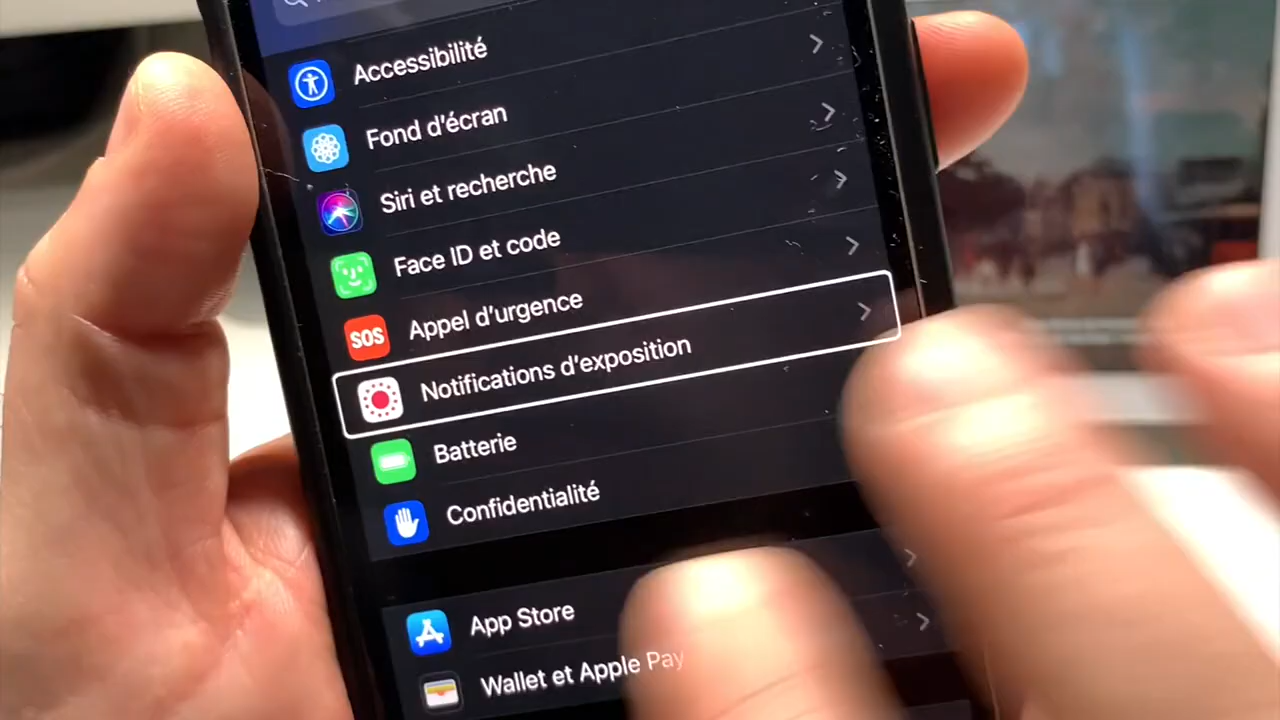 Accessibilité
Fond d'écran
Siri et recherche
Face ID et code
SOS
Appel d'urgence
Notifications d'exposition
Batterie
Confidentialité
App Store
Wallet et Apple Pay